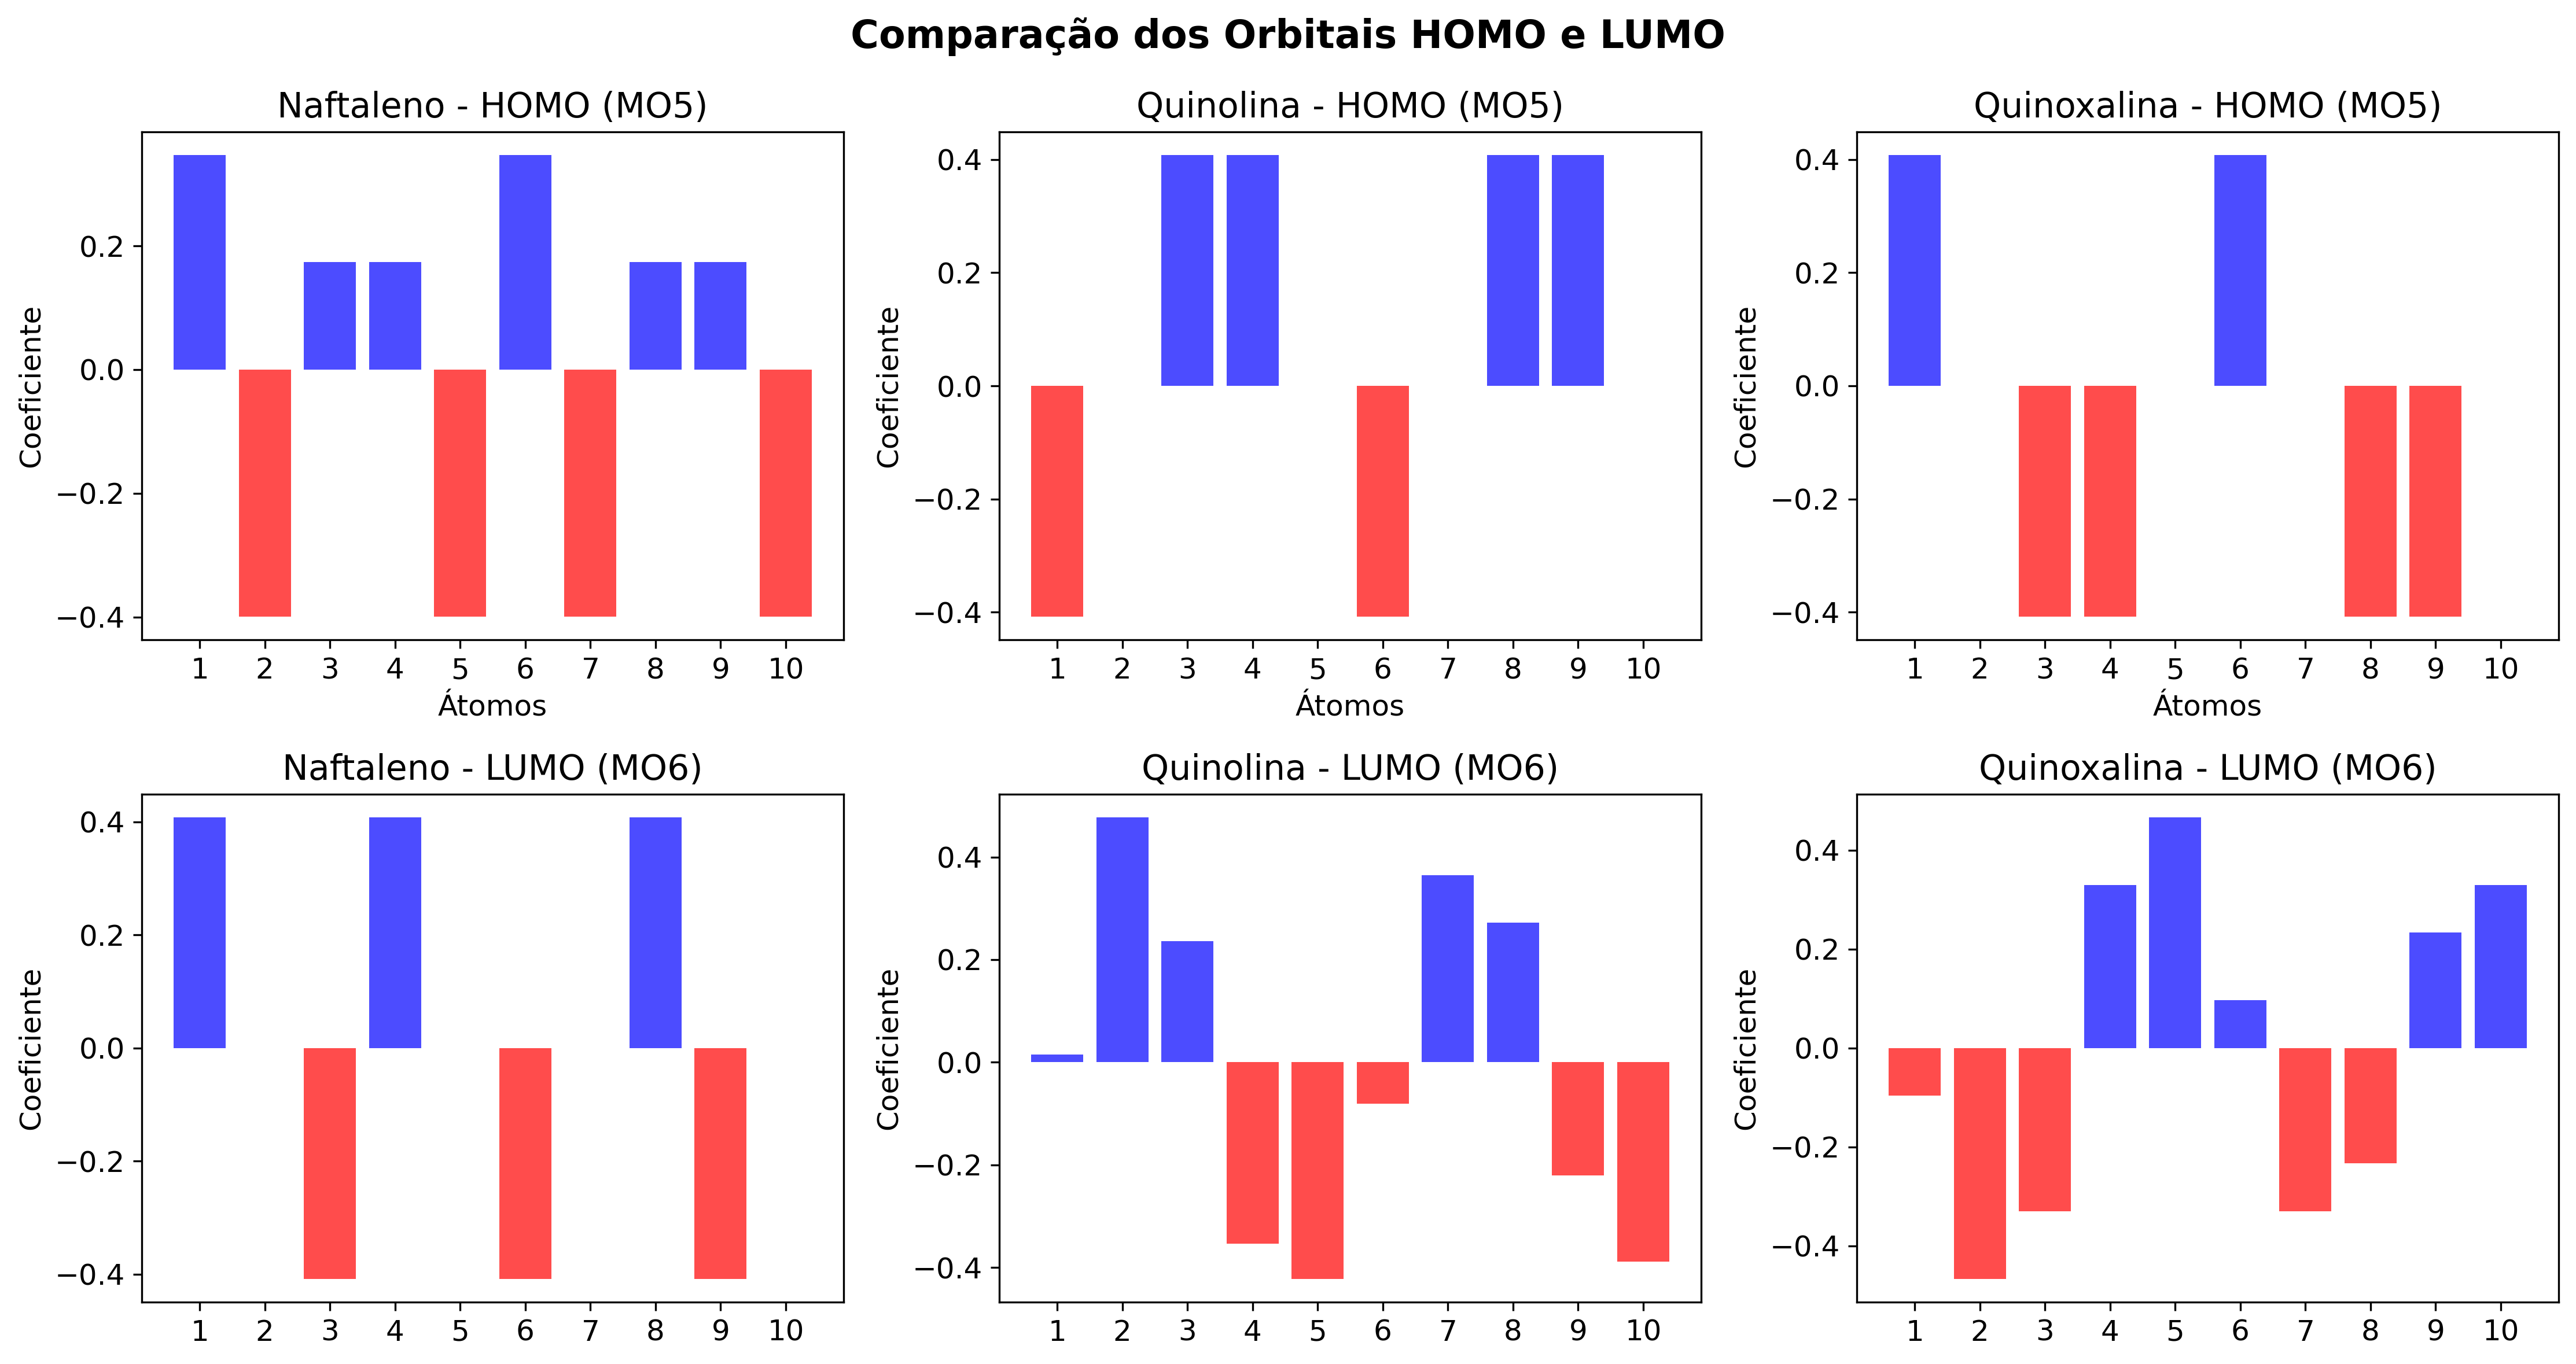 Comparação dos Orbitais HOMO e LUMO
Naftaleno - HOMO (MO5)
Coeficiente
0.2
0.0
−0.2
−0.4
1 2 3 4 5 6 7 8 9 10
Átomos
Quinolina - HOMO (MO5)
Coeficiente
0.4
0.2
0.0
−0.2
−0.4
1 2 3 4 5 6 7 8 9 10
Átomos
Quinoxalina - HOMO (MO5)
Coeficiente
0.4
0.2
0.0
−0.2
−0.4
1 2 3 4 5 6 7 8 9 10
Átomos
Naftaleno - LUMO (MO6)
Coeficiente
0.4
0.2
0.0
−0.2
−0.4
1 2 3 4 5 6 7 8 9 10
Quinolina - LUMO (MO6)
Coeficiente
0.4
0.2
0.0
−0.2
−0.4
1 2 3 4 5 6 7 8 9 10
Quinoxalina - LUMO (MO6)
Coeficiente
0.4
0.2
0.0
−0.2
−0.4
1 2 3 4 5 6 7 8 9 10